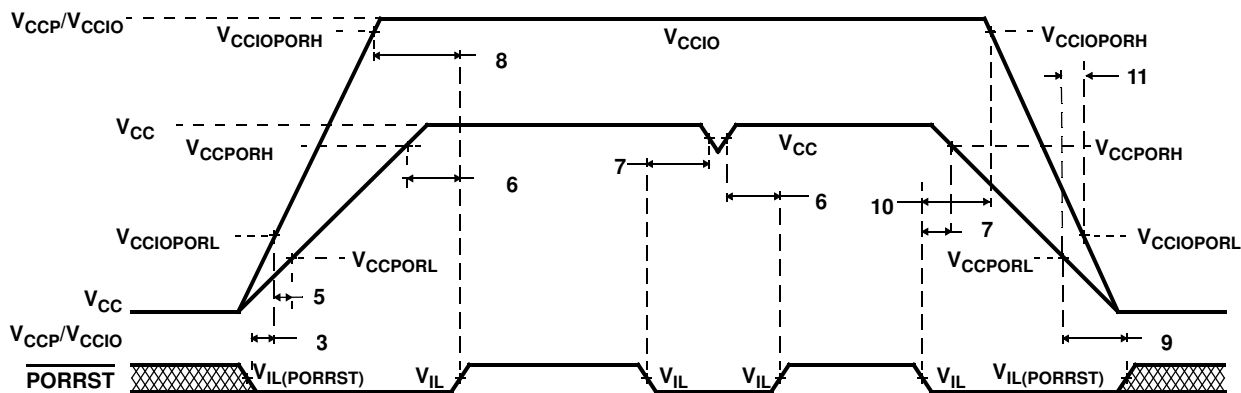 VCCP/VCCIO
VCCIOPORH
VCCIO
VCCIOPORH
8
11
VCC
VCCPORH
VCC
VCCPORH
7
6
6
10
7
VCCIOPORL
VCCPORL
VCCPORL
VCCIOPORL
VCC
5
VCCP/VCCIO
3
9
PORRST
VIL(PORRST)
VIL
VIL
VIL
VIL
VIL(PORRST)